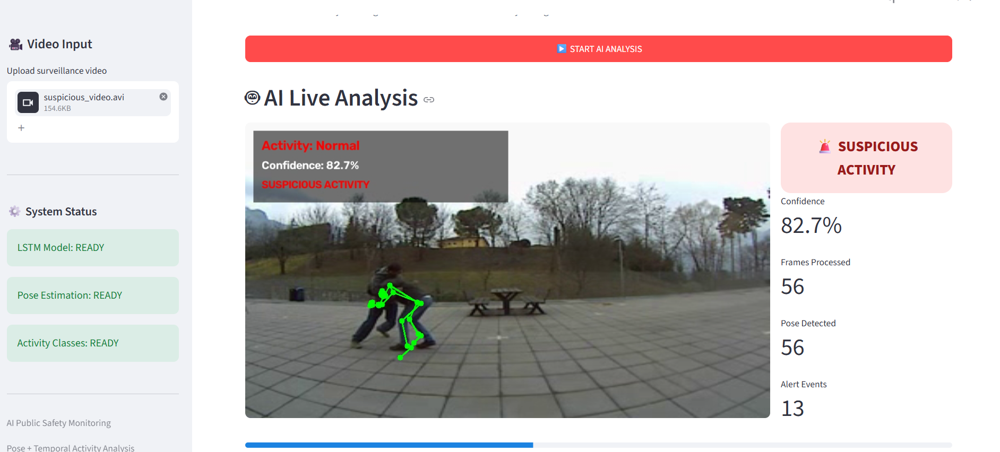 Video Input
Upload surveillance video
suspicious_video.avi
154.6KB
+
System Status
LSTM Model: READY
Pose Estimation: READY
Activity Classes: READY
AI Public Safety Monitoring
Pose + Temporal Activity Analysis
START AI ANALYSIS
AI Live Analysis
Activity: Normal
Confidence: 82.7%
SUSPICIOUS ACTIVITY
SUSPICIOUS
ACTIVITY
Confidence
82.7%
Frames Processed
56
Pose Detected
56
Alert Events
13